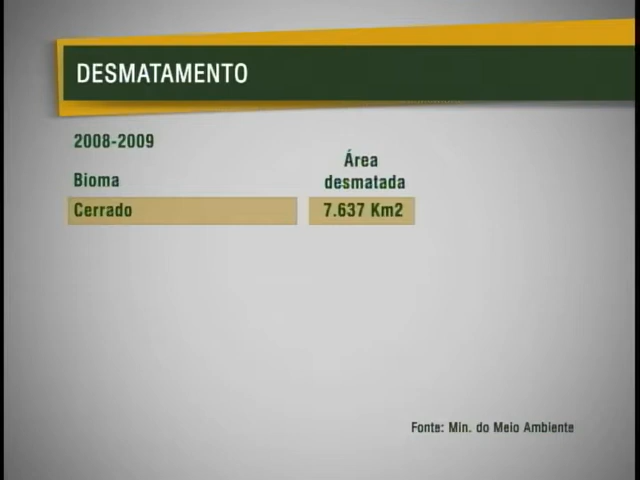 DESMATAMENTO
2008-2009
Bioma
Área
desmatada
Cerrado
7.637 Km2
Fonte: Min. do Meio Ambiente